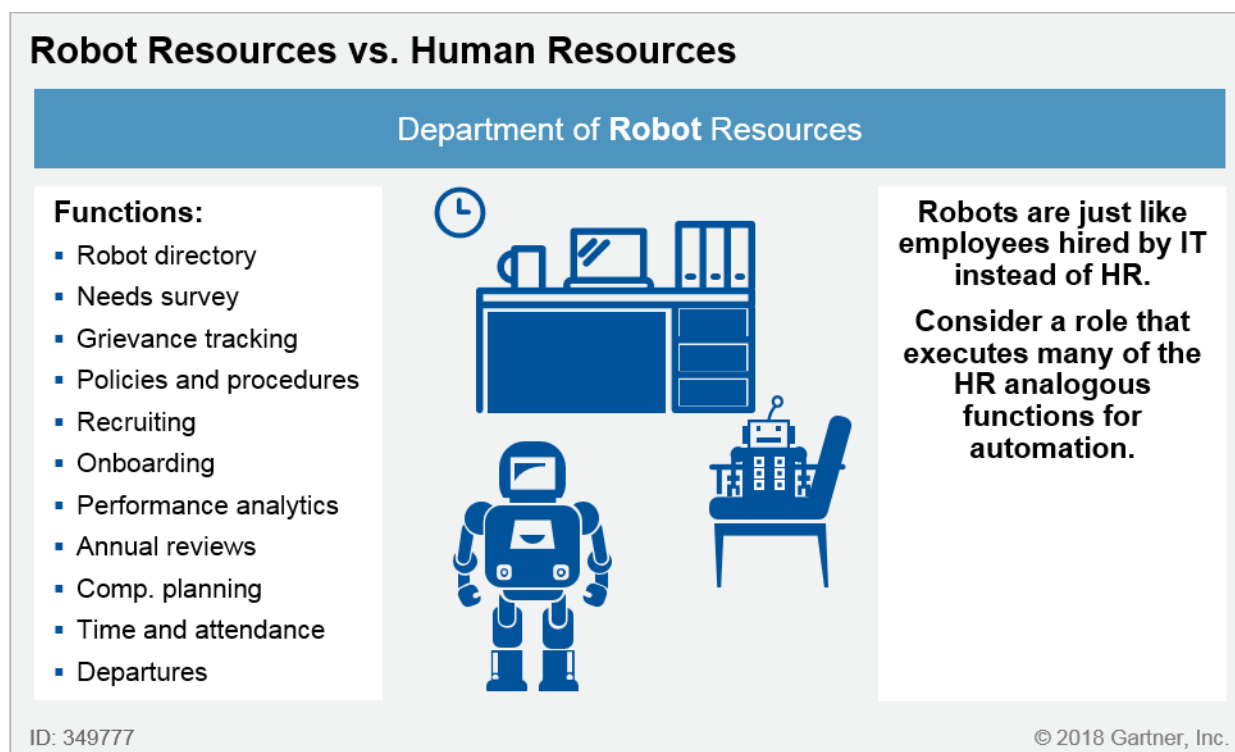 Robot Resources vs. Human Resources
Department of Robot Resources
Functions:
▪ Robot directory
▪ Needs survey
▪ Grievance tracking
▪ Policies and procedures
▪ Recruiting
▪ Onboarding
▪ Performance analytics
▪ Annual reviews
▪ Comp. planning
▪ Time and attendance
▪ Departures
Robots are just like
employees hired by IT
instead of HR.
Consider a role that
executes many of the
HR analogous
functions for
automation.
ID: 349777
© 2018 Gartner, Inc.